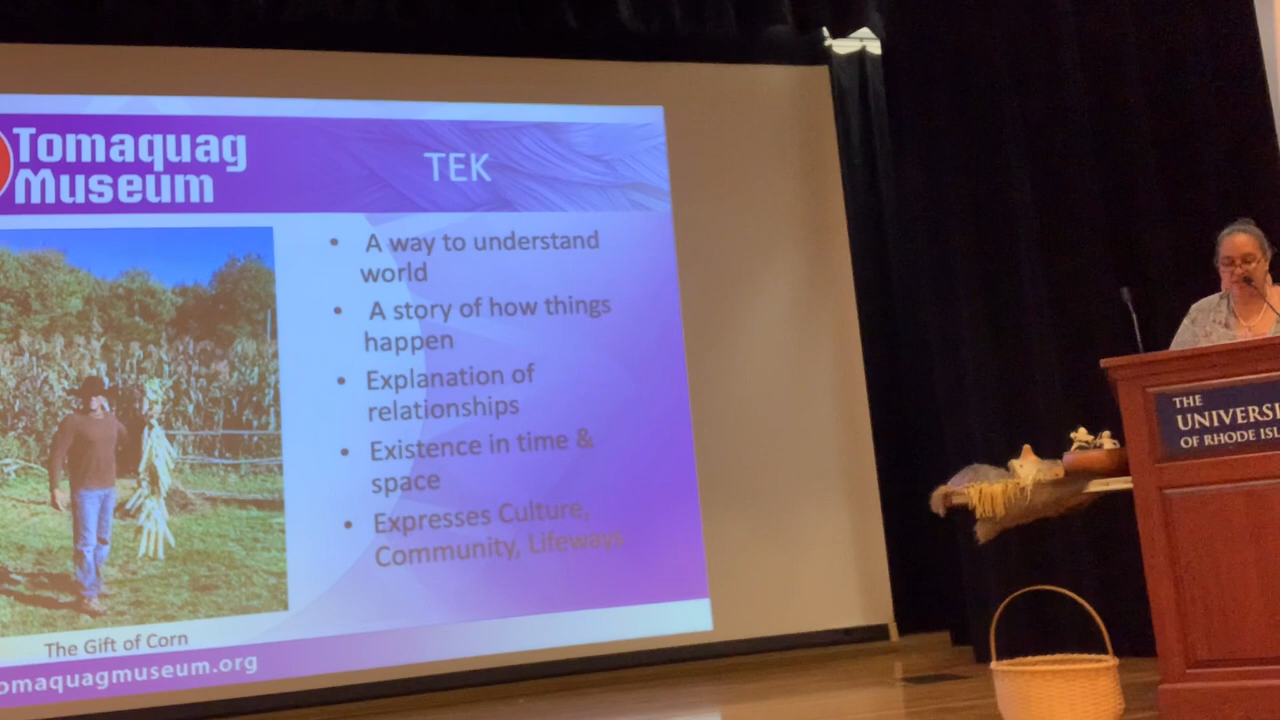 Tomaquag
Museum
TEK
• A way to understand
world
• A story of how things
happen
• Explanation of
relationships
• Existence in time &
space
• Expresses Culture,
Community, Lifeways
The Gift of Corn
omaquagmuseum.org
THE
UNIVERSI
OF RHODE ISL